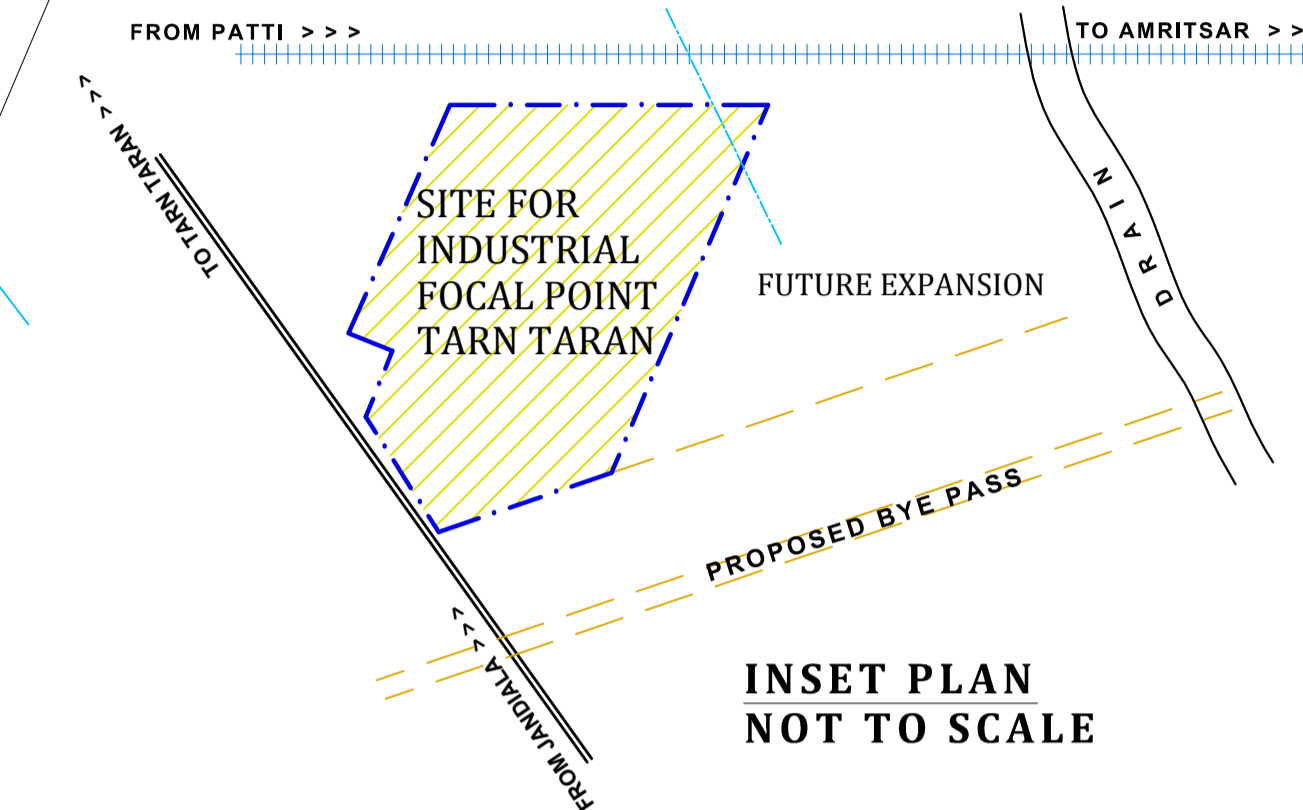 FROM PATTI > > >
TO AMRITSAR > >
TO TARN TARAN >>>
SITE FOR
INDUSTRIAL
FOCAL POINT
TARN TARAN
FUTURE EXPANSION
DRAIN
PROPOSED BYE PASS
FROM JANDIALA >>>
INSET PLAN
NOT TO SCALE